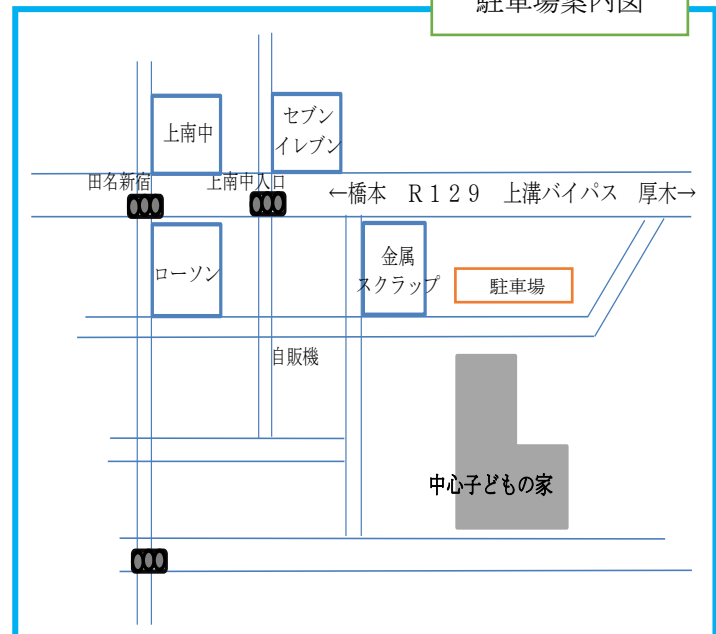 駐車場案内図
上南中
セブン
イレブン
田名新宿
上南中入口
←橋本 R129 上溝バイパス 厚木→
ローソン
金属
スクラップ
駐車場
自販機
中心子どもの家